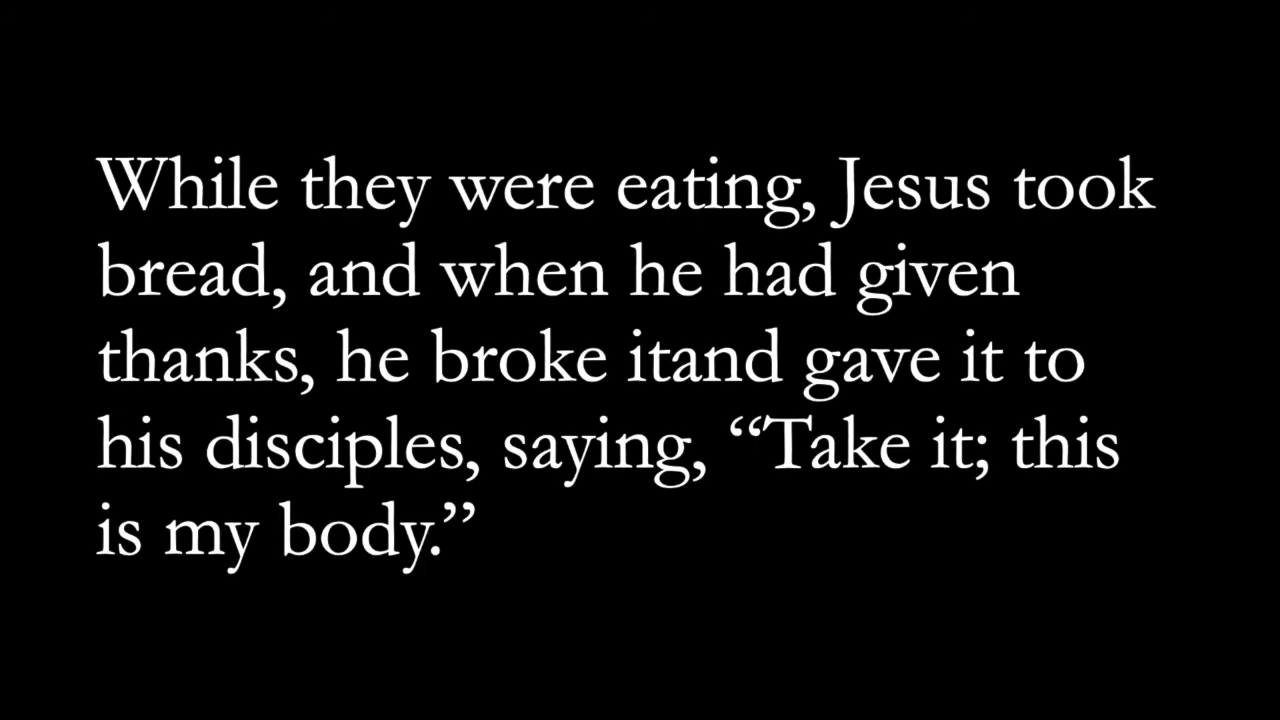 While they were eating, Jesus took
bread, and when he had given
thanks, he broke itand gave it to
his disciples, saying, “Take it; this
is my body.”